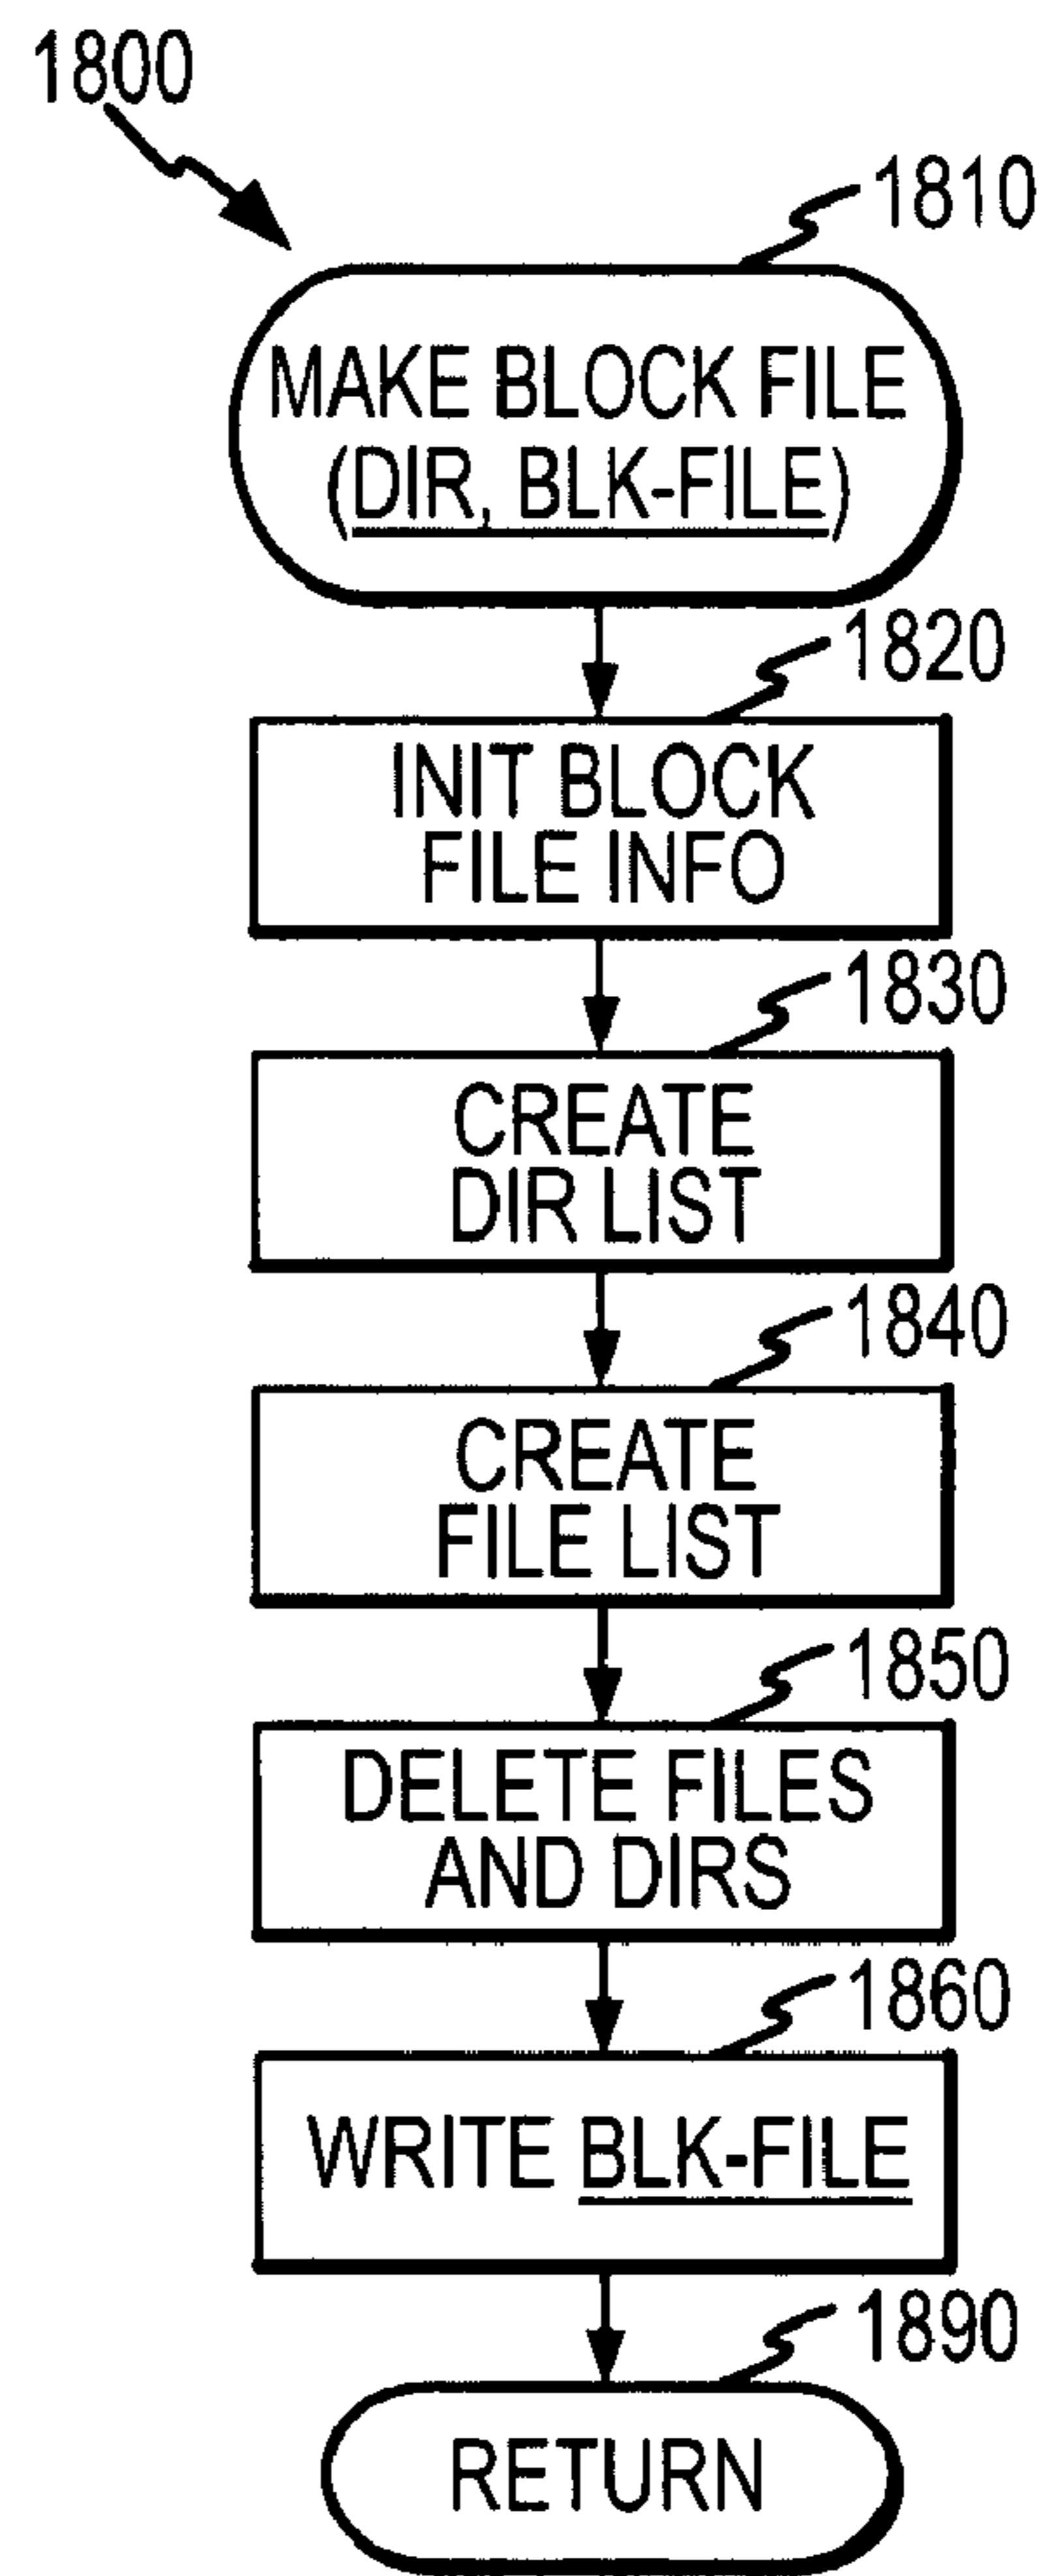 1800
1810
MAKE BLOCK FILE
(DIR, BLK-FILE)
1820
INIT BLOCK
FILE INFO
1830
CREATE
DIR LIST
1840
CREATE
FILE LIST
1850
DELETE FILES
AND DIRS
1860
WRITE BLK-FILE
1890
RETURN